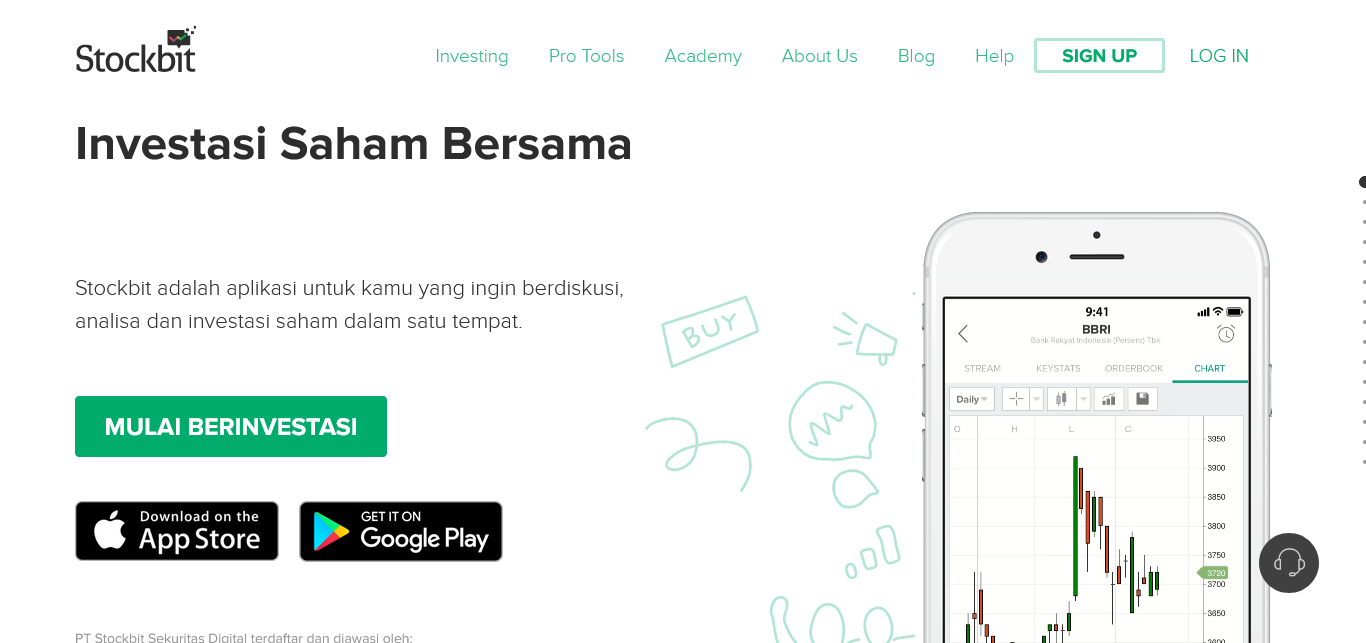 Stockbit
Investing
Pro Tools
Academy
About Us
Blog
Help
SIGN UP
LOG IN
Investasi Saham Bersama
Stockbit adalah aplikasi untuk kamu yang ingin berdiskusi,
analisa dan investasi saham dalam satu tempat.
MULAI BERINVESTASI
Download on the
App Store
GET IT ON
Google Play
PT Stockbit Sekuritas Digital terdaftar dan diawasi oleh:
BUY
9:41
BBRI
Bank Rakyat Indonesia (Persero) Tbk.
STREAM
KEYSTATS
ORDERBOOK
CHART
Daily
O
H
L
C
3950
3900
3850
3800
3750
3720
3700
3650
3600